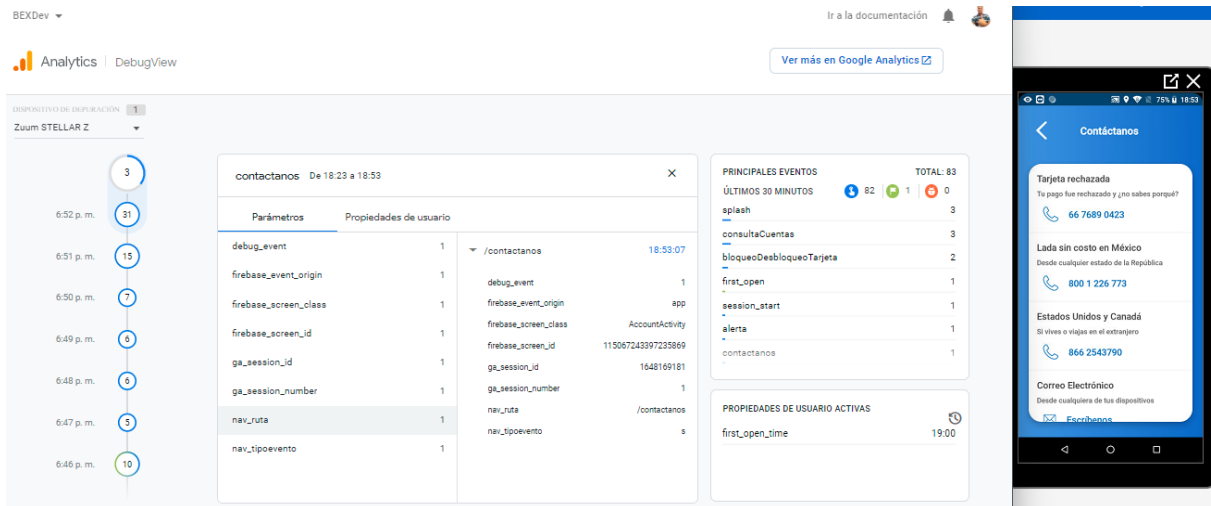 BEXDev
Ir a la documentación
Analytics DebugView
Ver más en Google Analytics
DISPOSITIVO DE DEPURACIÓN 1
Zuum STELLAR Z
3
6:52 p. m. 31
6:51 p. m. 15
6:50 p. m. 7
6:49 p. m. 6
6:48 p. m. 6
6:47 p. m. 5
6:46 p. m. 10
contactanos De 18:23 a 18:53
Parámetros Propiedades de usuario
debug_event 1
firebase_event_origin 1
firebase_screen_class 1
firebase_screen_id 1
ga_session_id 1
ga_session_number 1
nav_ruta 1
nav_tipoevento 1
/contactanos 18:53:07
debug_event 1
firebase_event_origin app
firebase_screen_class AccountActivity
firebase_screen_id 115067243397235869
ga_session_id 1648169181
ga_session_number 1
nav_ruta /contactanos
nav_tipoevento s
PRINCIPALES EVENTOS TOTAL: 83
ÚLTIMOS 30 MINUTOS 82 1 0
splash 3
consultaCuentas 3
bloqueoDesbloqueoTarjeta 2
first_open 1
session_start 1
alerta 1
contactanos 1
PROPIEDADES DE USUARIO ACTIVAS
first_open_time 19:00
75% 18:53
Contáctanos
Tarjeta rechazada
Tu pago fue rechazado y ¿no sabes porqué?
66 7689 0423
Lada sin costo en México
Desde cualquier estado de la República
800 1 226 773
Estados Unidos y Canadá
Si vives o viajas en el extranjero
866 2543790
Correo Electrónico
Desde cualquiera de tus dispositivos
Escríbenos